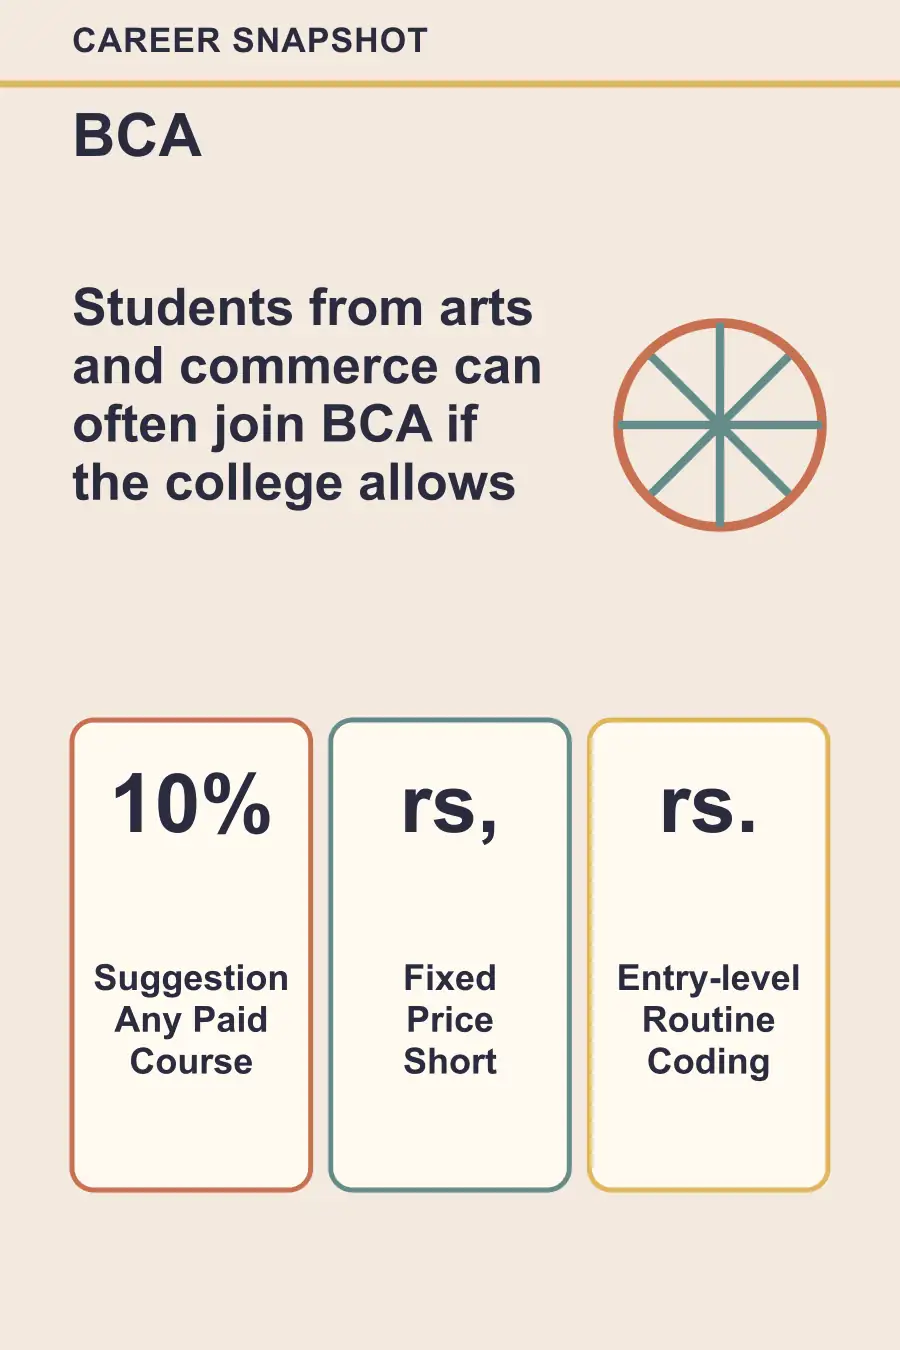 CAREER SNAPSHOT
BCA
Students from arts
and commerce can
often join BCA if
the college allows
10%
Suggestion
Any Paid
Course
rs,
Fixed
Price
Short
rs.
Entry-level
Routine
Coding